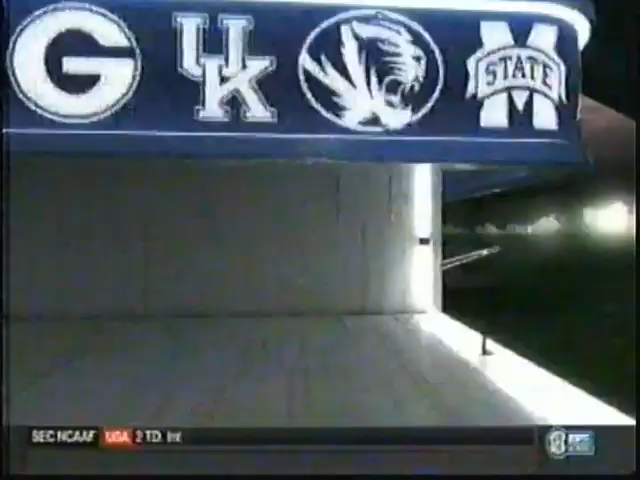 G UK STATE
SEC NCAAF UGA 2 TD, Int